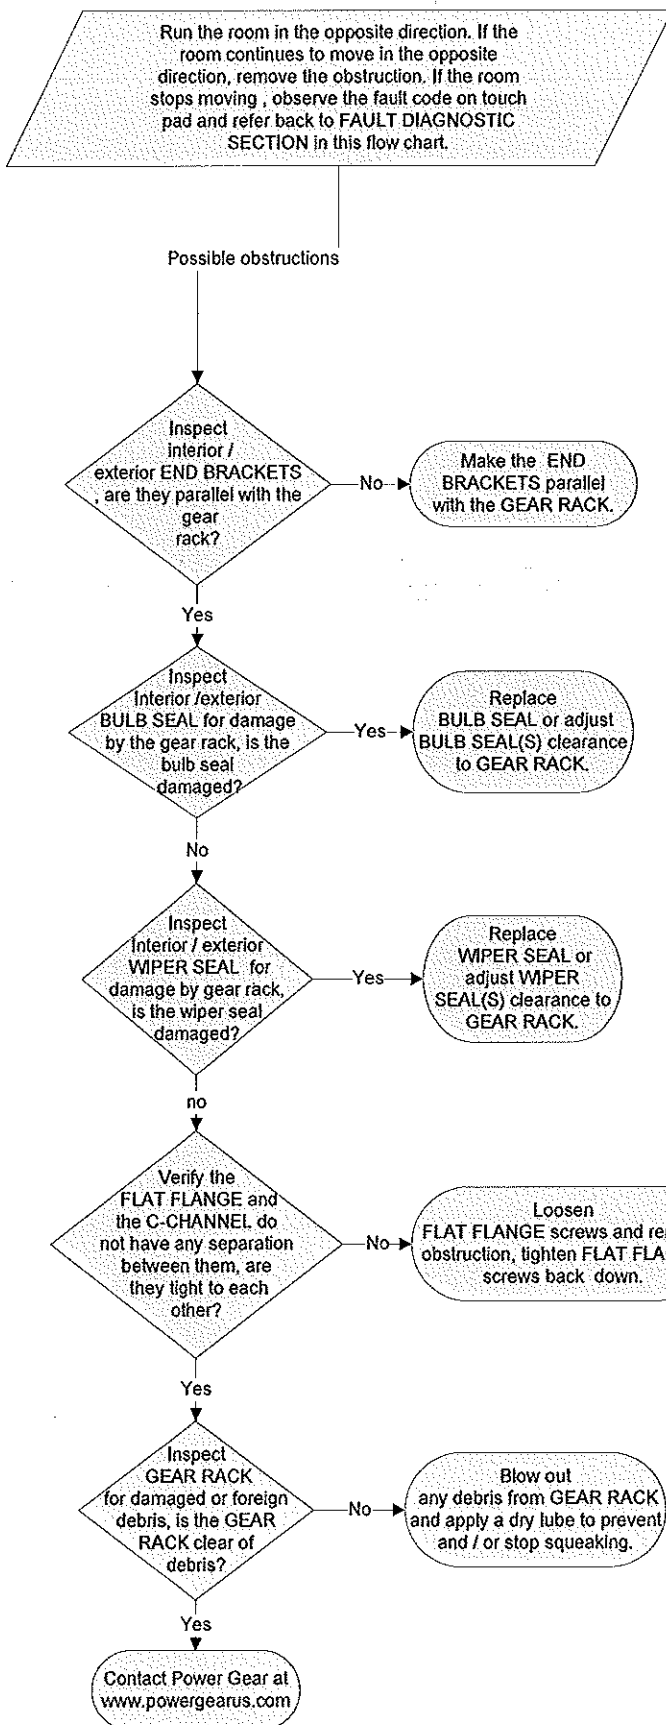 Run the room in the opposite direction. If the
room continues to move in the opposite
direction, remove the obstruction. If the room
stops moving , observe the fault code on touch
pad and refer back to FAULT DIAGNOSTIC
SECTION in this flow chart.
Possible obstructions
Inspect
interior /
exterior END BRACKETS
, are they parallel with the
gear
rack?
No
Make the END
BRACKETS parallel
with the GEAR RACK.
Yes
Inspect
Interior /exterior
BULB SEAL for damage
by the gear rack, is the
bulb seal
damaged?
Yes
Replace
BULB SEAL or adjust
BULB SEAL(S) clearance
to GEAR RACK.
No
Inspect
Interior / exterior
WIPER SEAL for
damage by gear rack,
is the wiper seal
damaged?
Yes
Replace
WIPER SEAL or
adjust WIPER
SEAL(S) clearance to
GEAR RACK.
no
Verify the
FLAT FLANGE and
the C-CHANNEL do
not have any separation
between them, are
they tight to each
other?
No
Loosen
FLAT FLANGE screws and
obstruction, tighten FLAT
screws back down.
Yes
Inspect
GEAR RACK
for damaged or foreign
debris, is the GEAR
RACK clear of
debris?
No
Blow out
any debris from GEAR RACK
and apply a dry lube to prevent
and / or stop squeaking.
Yes
Contact Power Gear at
www.powergearus.com